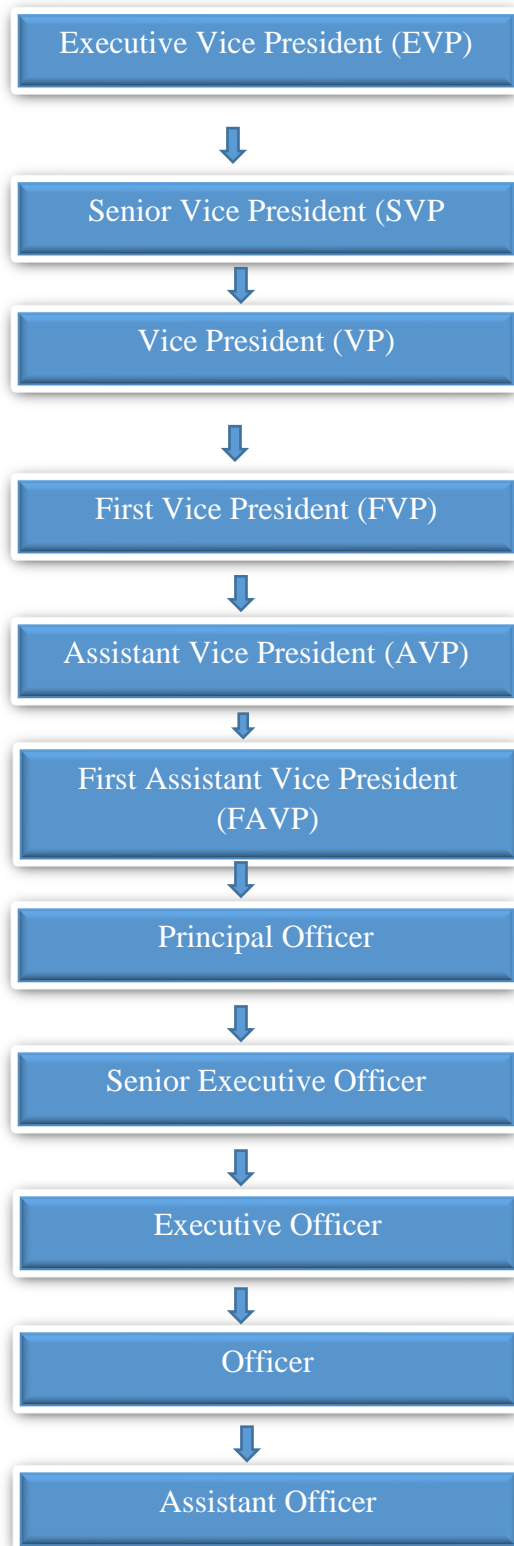 Executive Vice President (EVP)
Senior Vice President (SVP
Vice President (VP)
First Vice President (FVP)
Assistant Vice President (AVP)
First Assistant Vice President
(FAVP)
Principal Officer
Senior Executive Officer
Executive Officer
Officer
Assistant Officer